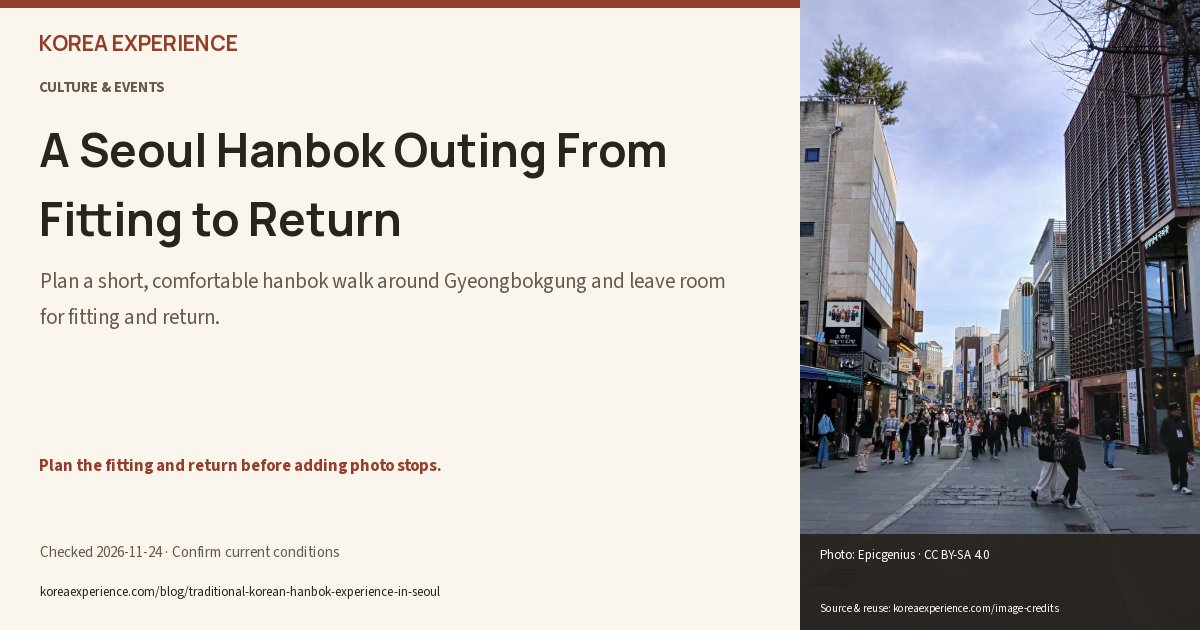 KOREA EXPERIENCE
CULTURE & EVENTS
A Seoul Hanbok Outing From
Fitting to Return
Plan a short, comfortable hanbok walk around Gyeongbokgung and leave room
for fitting and return.
Plan the fitting and return before adding photo stops.
Checked 2026-11-24 · Confirm current conditions
koreaexperience.com/blog/traditional-korean-hanbok-experience-in-seoul
Photo: Epicgenius · CC BY-SA 4.0
Source & reuse: koreaexperience.com/image-credits